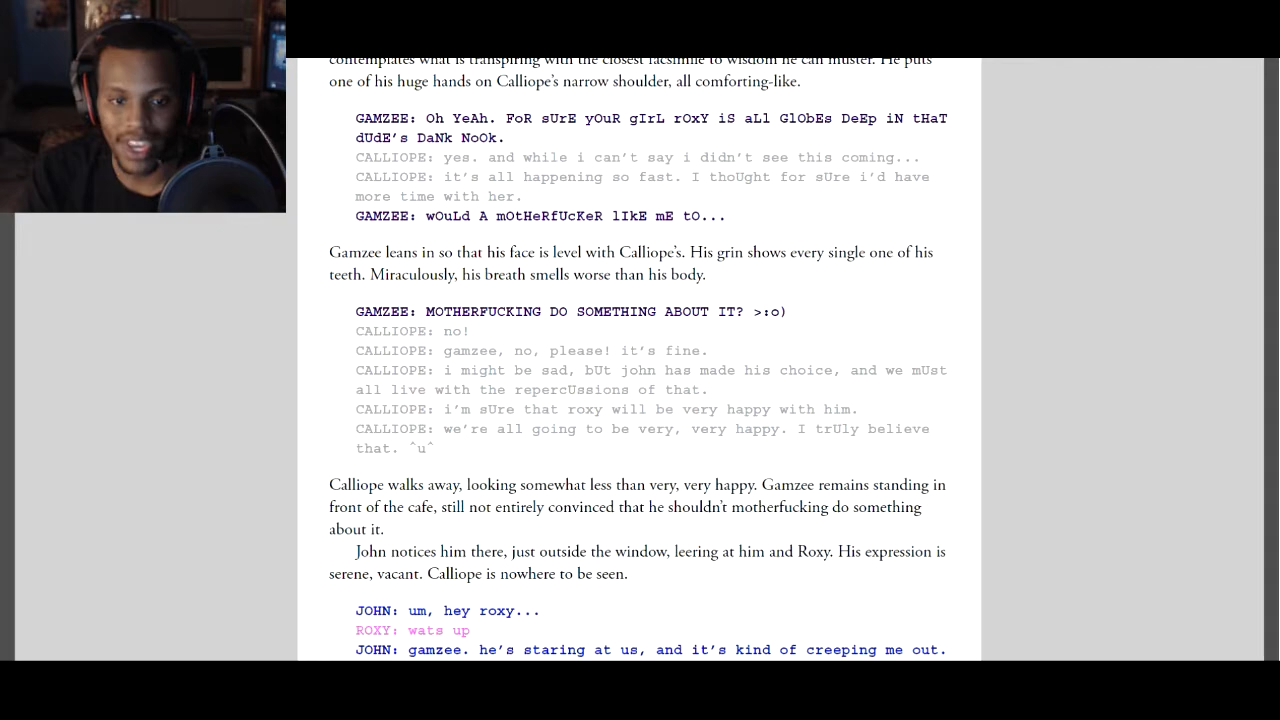 contemplates what is transpiring with the closest facsimile to wisdom he can muster. He puts
one of his huge hands on Calliope’s narrow shoulder, all comforting-like.
GAMZEE: Oh YeAh. FoR sUrE yOuR gIrL rOxY iS aLl GlObEs DeEp iN tHaT
dUdE’s DaNk NoOk.
CALLIOPE: yes. and while i can’t say i didn’t see this coming...
CALLIOPE: it’s all happening so fast. I thoUght for sUre i’d have
more time with her.
GAMZEE: wOuLd A mOtHeRfUcKeR lIkE mE tO...
Gamzee leans in so that his face is level with Calliope’s. His grin shows every single one of his
teeth. Miraculously, his breath smells worse than his body.
GAMZEE: MOTHERFUCKING DO SOMETHING ABOUT IT? >:o)
CALLIOPE: no!
CALLIOPE: gamzee, no, please! it’s fine.
CALLIOPE: i might be sad, bUt john has made his choice, and we mUst
all live with the repercUssions of that.
CALLIOPE: i’m sUre that roxy will be very happy with him.
CALLIOPE: we’re all going to be very, very happy. I trUly believe
that. ^u^
Calliope walks away, looking somewhat less than very, very happy. Gamzee remains standing in
front of the cafe, still not entirely convinced that he shouldn’t motherfucking do something
about it.
John notices him there, just outside the window, leering at him and Roxy. His expression is
serene, vacant. Calliope is nowhere to be seen.
JOHN: um, hey roxy...
ROXY: wats up
JOHN: gamzee. he’s staring at us, and it’s kind of creeping me out.